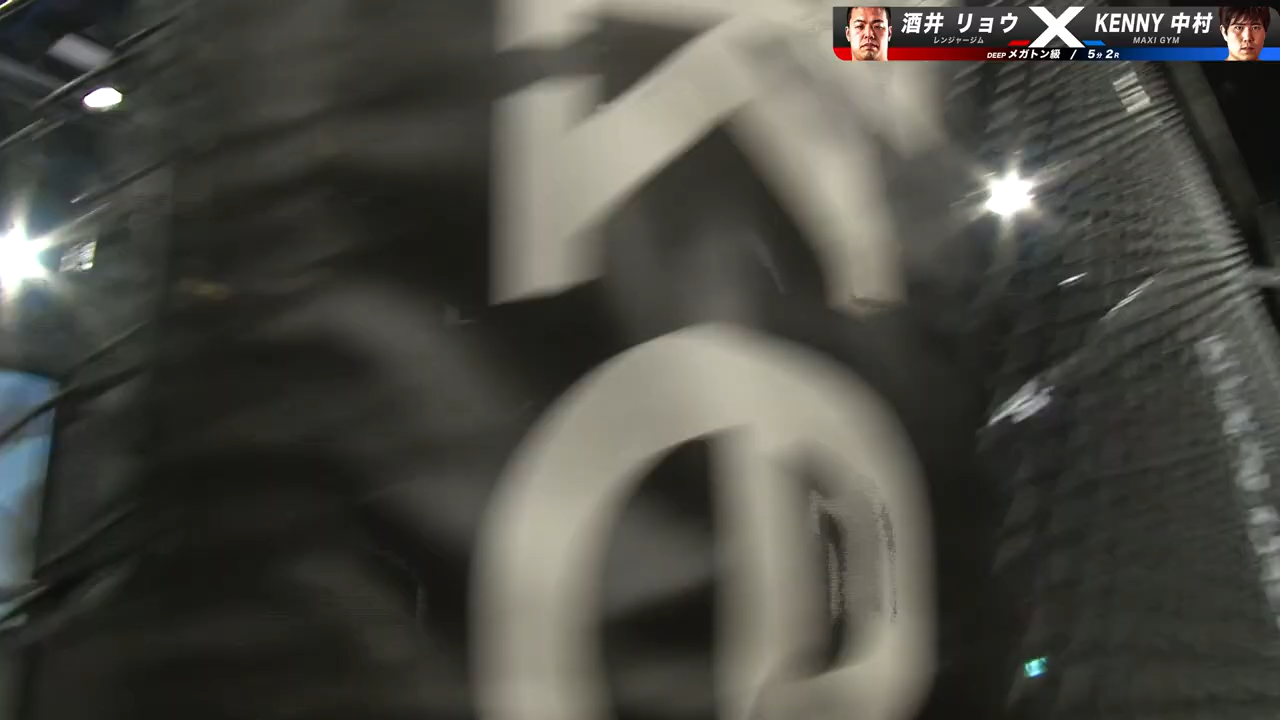 酒井 リョウ X KENNY 中村
レンジャージム MAXI GYM
DEEP メガトン級 / 5分 2R
K
O